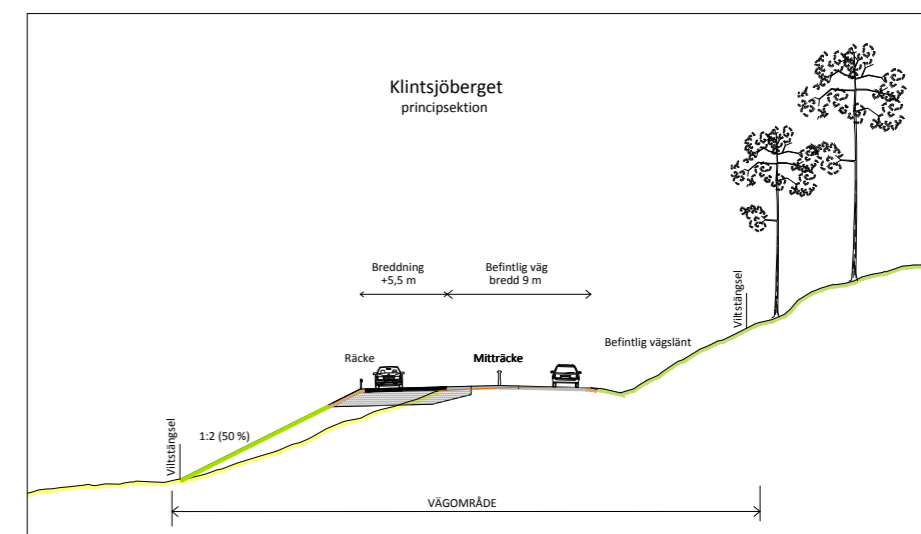 Klintsjöberget
principsektion
Breddning
+5,5 m
Befintlig väg
bredd 9 m
Viltstängsel
Befintlig vägslänt
Räcke
Mitträcke
1:2 (50 %)
Viltstängsel
VÄGOMRÅDE